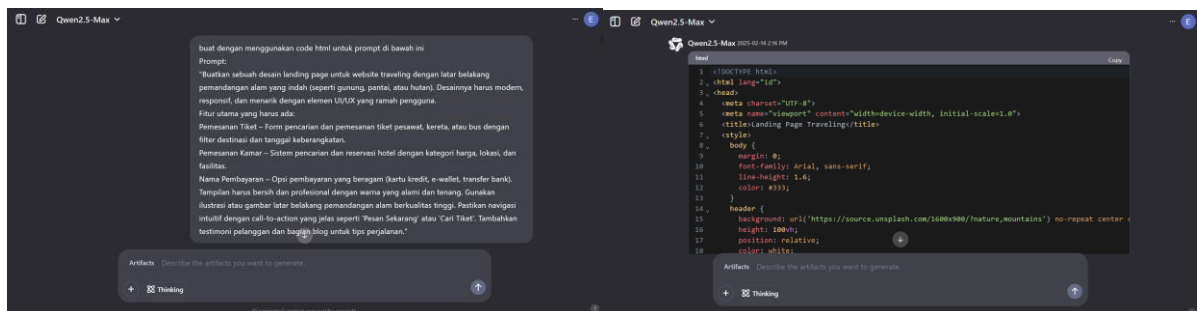 Qwen2.5-Max
E
buat dengan menggunakan code html untuk prompt di bawah ini
Prompt:
"Buatkan sebuah desain landing page untuk website traveling dengan latar belakang
pemandangan alam yang indah (seperti gunung, pantai, atau hutan). Desainnya harus modern,
responsif, dan menarik dengan elemen UI/UX yang ramah pengguna.
Fitur utama yang harus ada:
Pemesanan Tiket – Form pencarian dan pemesanan tiket pesawat, kereta, atau bus dengan
filter destinasi dan tanggal keberangkatan.
Pemesanan Kamar – Sistem pencarian dan reservasi hotel dengan kategori harga, lokasi, dan
fasilitas.
Nama Pembayaran – Opsi pembayaran yang beragam (kartu kredit, e-wallet, transfer bank).
Tampilan harus bersih dan profesional dengan warna yang alami dan tenang. Gunakan
ilustrasi atau gambar latar belakang pemandangan alam berkualitas tinggi. Pastikan navigasi
intuitif dengan call-to-action yang jelas seperti 'Pesan Sekarang' atau 'Cari Tiket'. Tambahkan
testimoni pelanggan dan bagian blog untuk tips perjalanan."
Artifacts Describe the artifacts you want to generate.
+ Thinking
Qwen2.5-Max
E
Qwen2.5-Max 2025-02-14 2:16 PM
html Copy
1 <!DOCTYPE html>
2 <html lang="id">
3 <head>
4 <meta charset="UTF-8">
5 <meta name="viewport" content="width=device-width, initial-scale=1.0">
6 <title>Landing Page Traveling</title>
7 <style>
8 body {
9 margin: 0;
10 font-family: Arial, sans-serif;
11 line-height: 1.6;
12 color: #333;
13 }
14 header {
15 background: url('https://source.unsplash.com/1600x900/?nature,mountains') no-repeat center
16 height: 100vh;
17 position: relative;
18 color: white;
Artifacts Describe the artifacts you want to generate.
+ Thinking